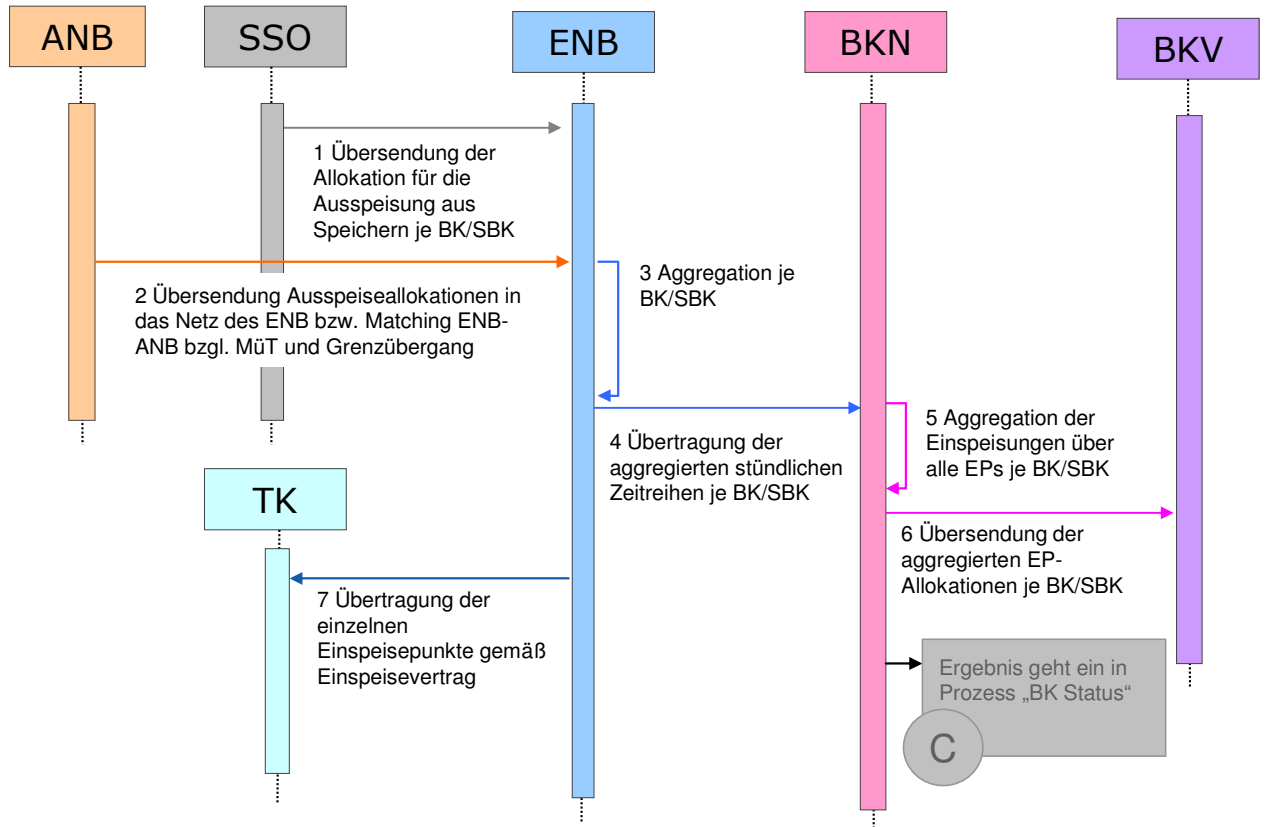 ANB
SSO
ENB
BKN
BKV
1 Übersendung der
Allokation für die
Ausspeisung aus
Speichern je BK/SBK
2 Übersendung Ausspeiseallokationen in
das Netz des ENB bzw. Matching ENB-
ANB bzgl. MüT und Grenzübergang
3 Aggregation je
BK/SBK
4 Übertragung der
aggregierten stündlichen
Zeitreihen je BK/SBK
5 Aggregation der
Einspeisungen über
alle EPs je BK/SBK
6 Übersendung der
aggregierten EP-
Allokationen je BK/SBK
TK
7 Übertragung der
einzelnen
Einspeisepunkte gemäß
Einspeisevertrag
Ergebnis geht ein in
Prozess „BK Status“
C